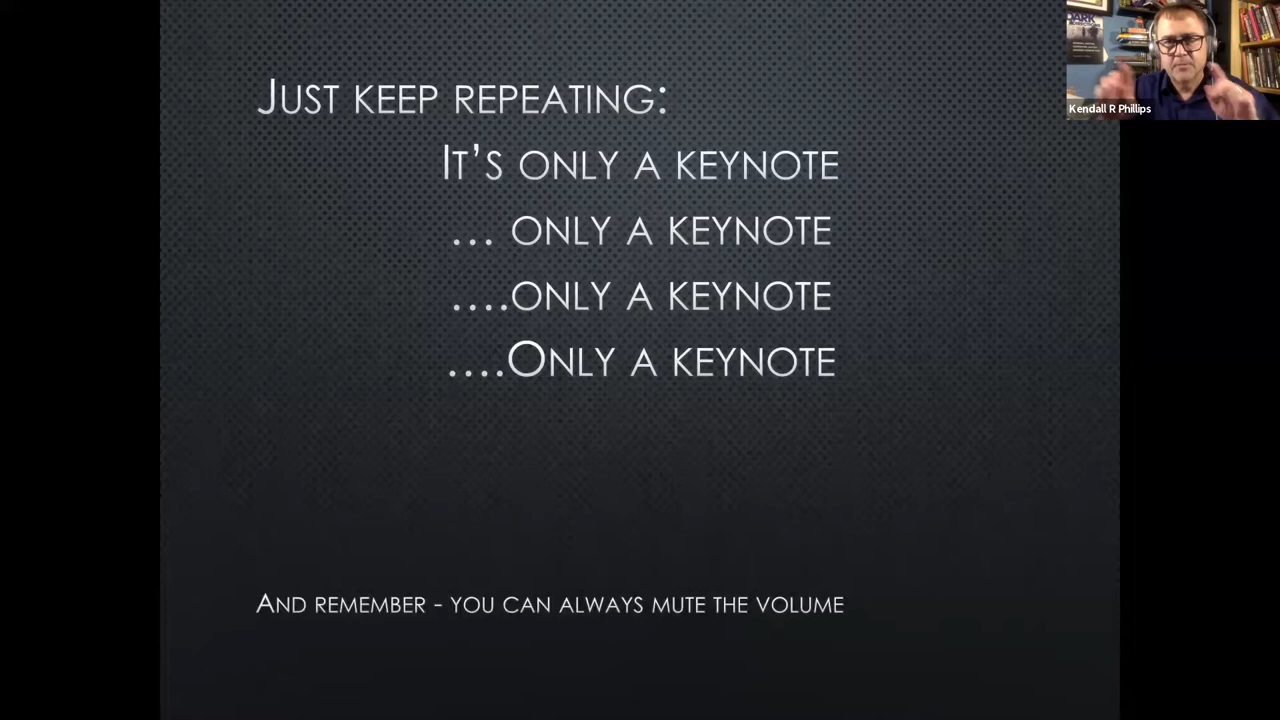 Just keep repeating:
It's only a keynote
... only a keynote
....only a keynote
....Only a keynote
And remember - you can always mute the volume
DARK
Kendall R Phillips